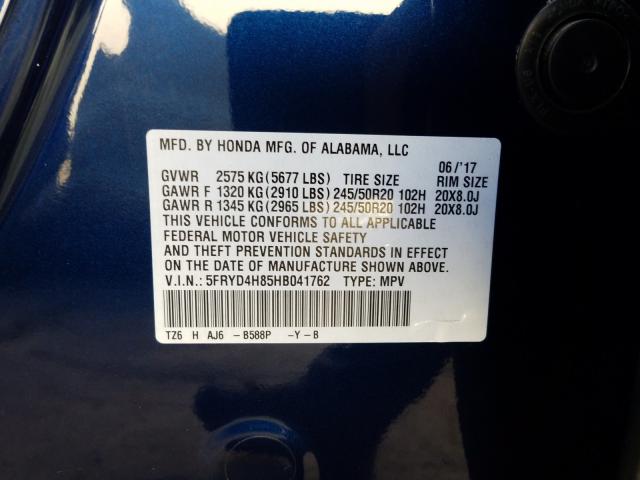 MFD. BY HONDA MFG. OF ALABAMA, LLC
06/'17
GVWR 2575 KG(5677 LBS) TIRE SIZE RIM SIZE
GAWR F 1320 KG(2910 LBS)245/50R20 102H 20X8.0J
GAWR R 1345 KG(2965 LBS)245/50R20 102H 20X8.0J
THIS VEHICLE CONFORMS TO ALL APPLICABLE
FEDERAL MOTOR VEHICLE SAFETY
AND THEFT PREVENTION STANDARDS IN EFFECT
ON THE DATE OF MANUFACTURE SHOWN ABOVE.
V.I.N.: 5FRYD4H85HB041762 TYPE: MPV
TZ6 H AJ6 -B588P -Y-B